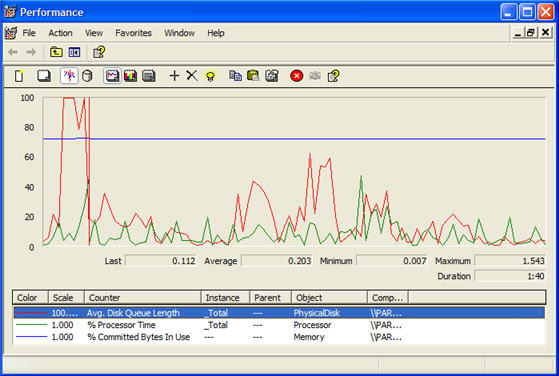 Performance
File Action View Favorites Window Help
100
80
60
40
20
0
Last 0.112 Average 0.203 Minimum 0.007 Maximum 1.543
Duration 1:40
Color Scale Counter Instance Parent Object Comp...
100.... Avg. Disk Queue Length _Total --- PhysicalDisk \\PAR...
1.000 % Processor Time _Total --- Processor \\PAR...
1.000 % Committed Bytes In Use --- --- Memory \\PAR...